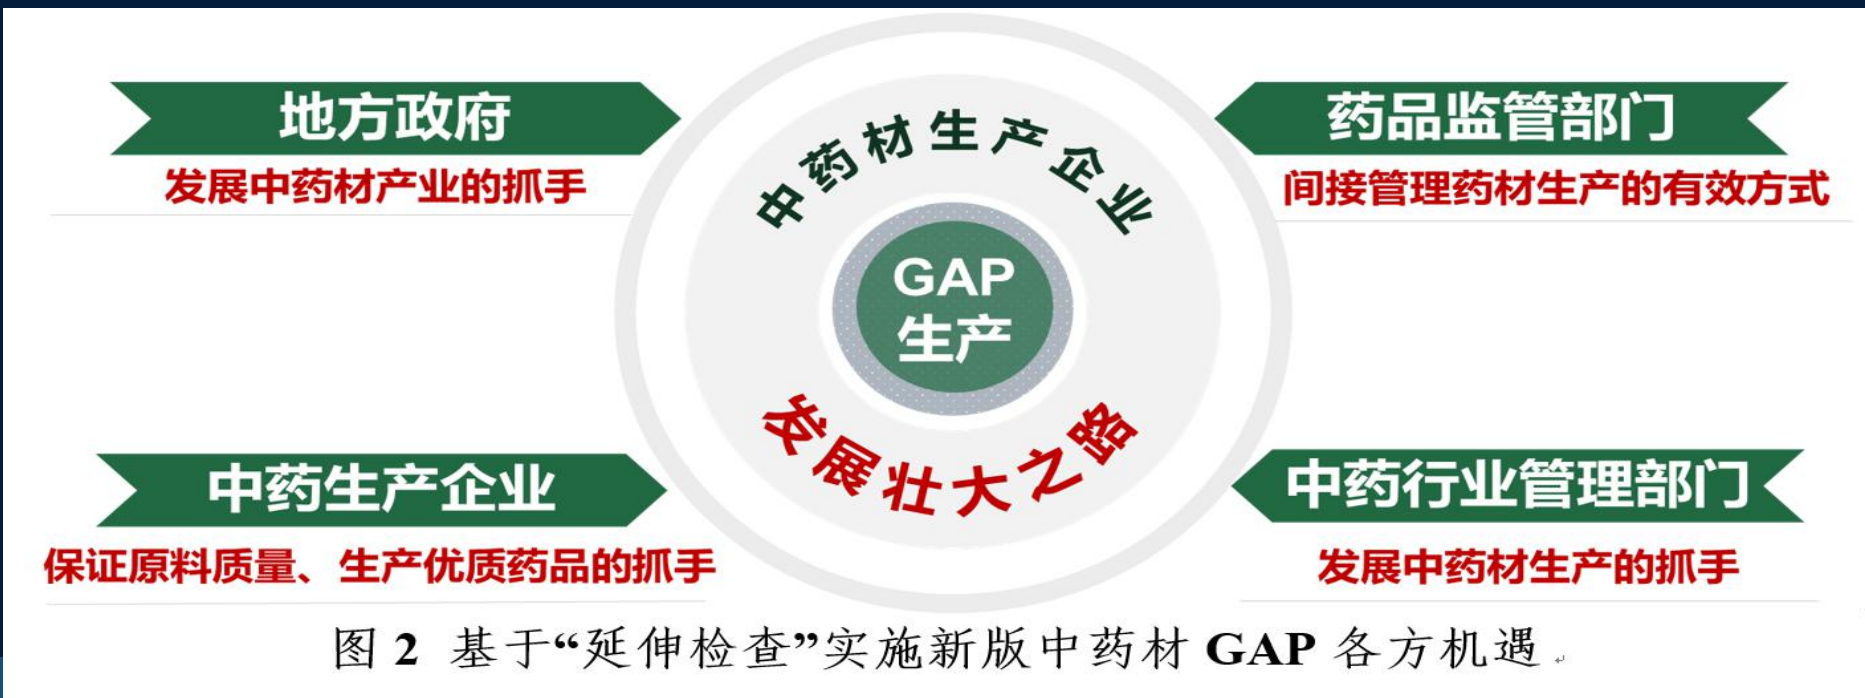 地方政府
发展中药材产业的抓手
药品监管部门
间接管理药材生产的有效方式
中药材生产企业
GAP
生产
发展壮大之路
中药生产企业
保证原料质量、生产优质药品的抓手
中药行业管理部门
发展中药材生产的抓手
图 2 基于“延伸检查”实施新版中药材 GAP 各方机遇